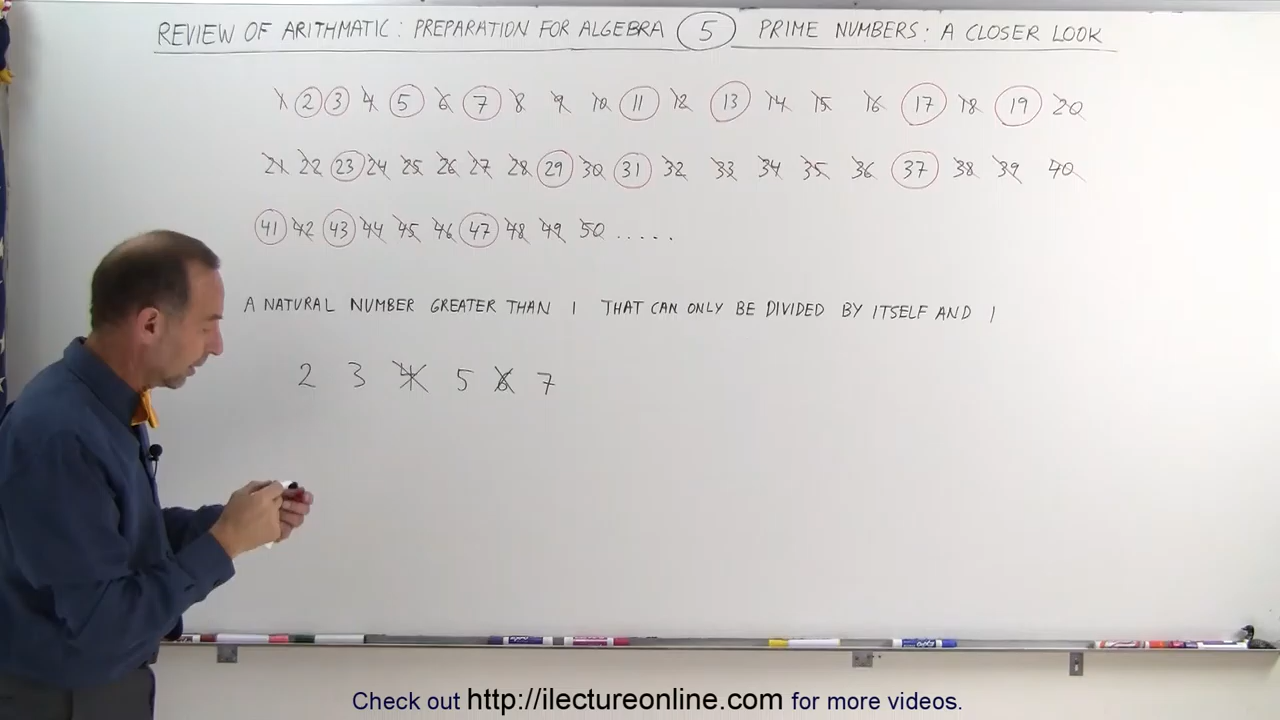 REVIEW OF ARITHMATIC: PREPARATION FOR ALGEBRA 5 PRIME NUMBERS: A CLOSER LOOK
1 2 3 4 5 6 7 8 9 10 11 12 13 14 15 16 17 18 19 20
21 22 23 24 25 26 27 28 29 30 31 32 33 34 35 36 37 38 39 40
41 42 43 44 45 46 47 48 49 50 .....
A NATURAL NUMBER GREATER THAN 1 THAT CAN ONLY BE DIVIDED BY ITSELF AND 1
2 3 4 5 6 7
Check out http://ilectureonline.com for more videos.